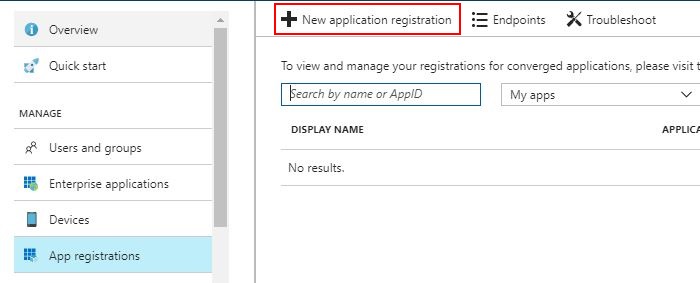 Overview
Quick start
MANAGE
Users and groups
Enterprise applications
Devices
App registrations
New application registration Endpoints Troubleshoot
To view and manage your registrations for converged applications, please visit t
Search by name or AppID My apps
DISPLAY NAME APPLICA
No results.